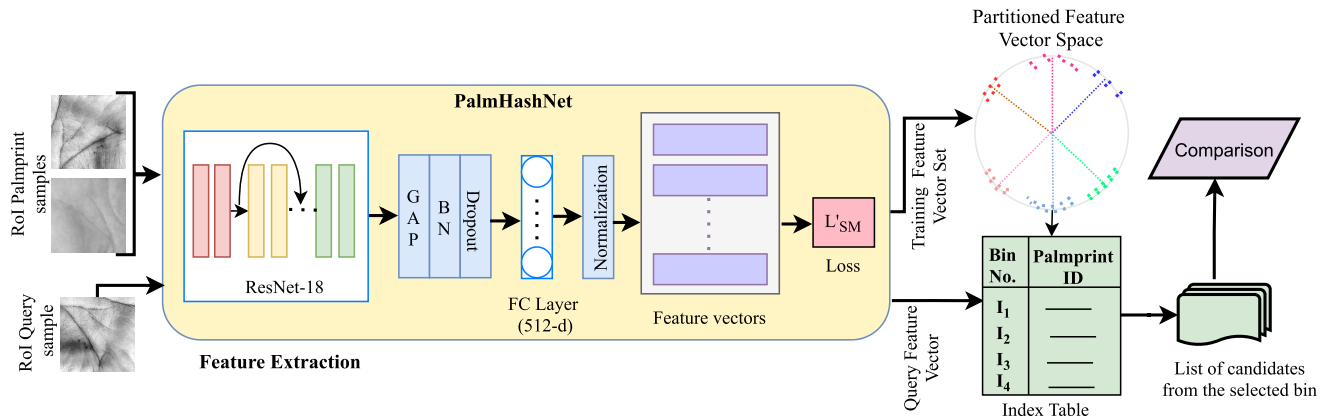 Partitioned Feature
Vector Space
PalmHashNet
RoI Palmprint
samples
RoI Query
sample
ResNet-18
GAP
BN
Dropout
FC Layer
(512-d)
Normalization
Feature vectors
L'SM
Loss
Feature Extraction
Training Feature
Vector Set
Query Feature
Vector
Bin
No.
Palmprint
ID
I1
I2
I3
I4
Index Table
Comparison
List of candidates
from the selected bin